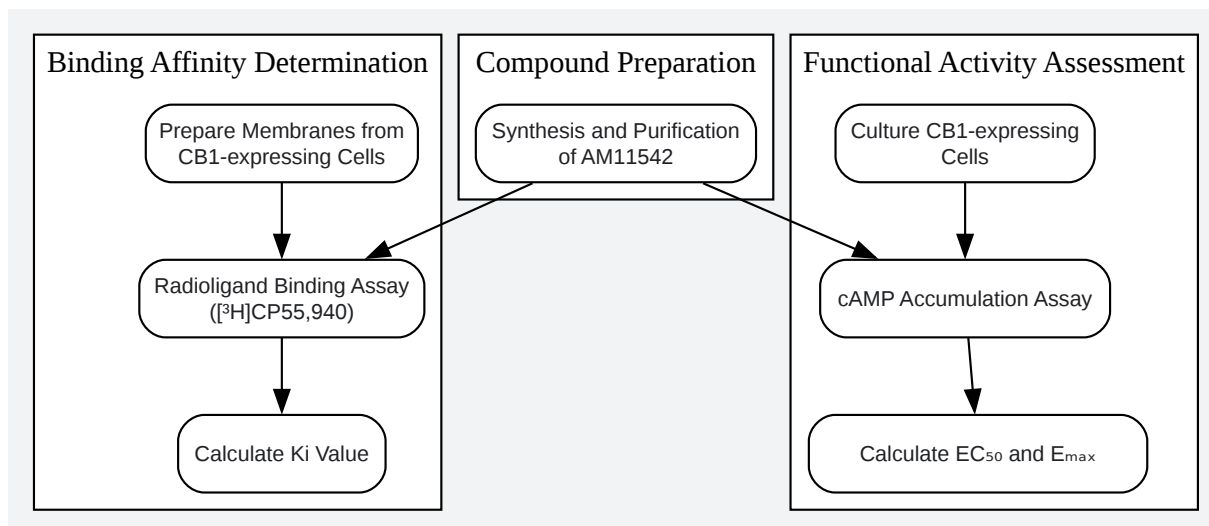 Binding Affinity Determination
Prepare Membranes from
CB1-expressing Cells
Radioligand Binding Assay
([³H]CP55,940)
Calculate Ki Value
Compound Preparation
Synthesis and Purification
of AM11542
Functional Activity Assessment
Culture CB1-expressing
Cells
cAMP Accumulation Assay
Calculate EC₅₀ and Eₘₐₓ